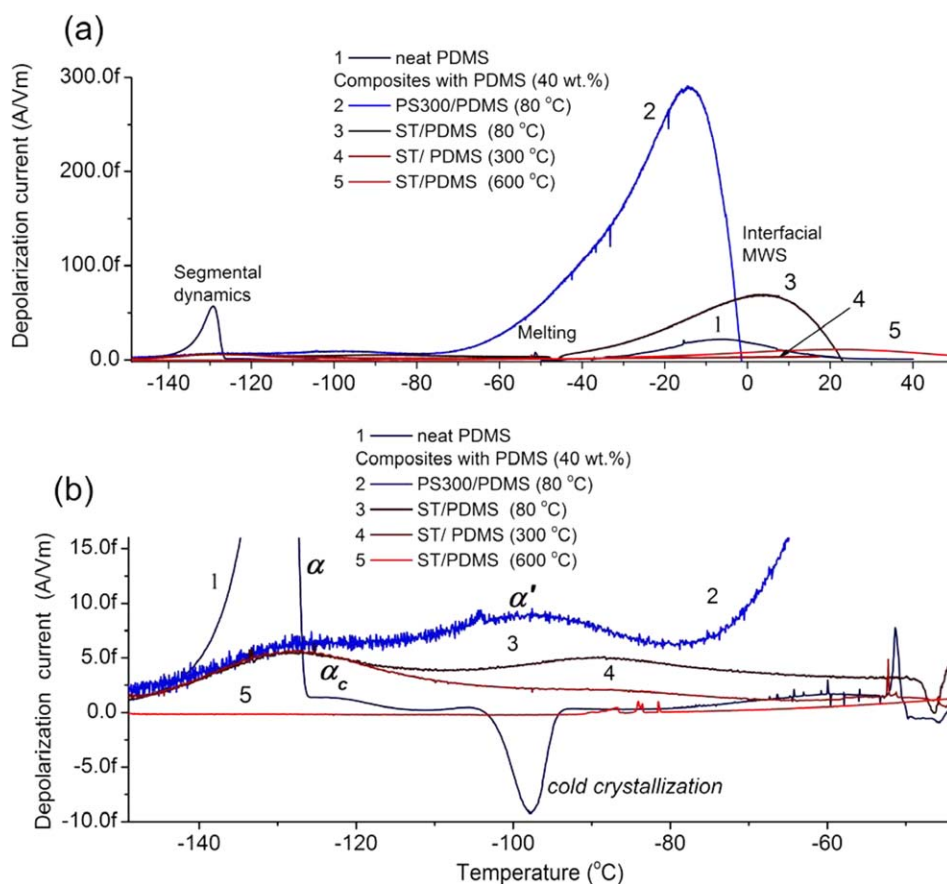 (a)
1 neat PDMS
Composites with PDMS (40 wt.%)
2 PS300/PDMS (80 °C)
3 ST/PDMS (80 °C)
4 ST/ PDMS (300 °C)
5 ST/PDMS (600 °C)
Depolarization current (A/Vm)
300.0f
200.0f
100.0f
0.0
Segmental
dynamics
Melting
Interfacial
MWS
2
1
3
4
5
-140 -120 -100 -80 -60 -40 -20 0 20 40
(b)
1 neat PDMS
Composites with PDMS (40 wt.%)
2 PS300/PDMS (80 °C)
3 ST/PDMS (80 °C)
4 ST/ PDMS (300 °C)
5 ST/PDMS (600 °C)
Depolarization current (A/Vm)
15.0f
10.0f
5.0f
0.0
-5.0f
-10.0f
1
α
α'
2
3
αc
4
5
cold crystallization
-140 -120 -100 -80 -60
Temperature (°C)